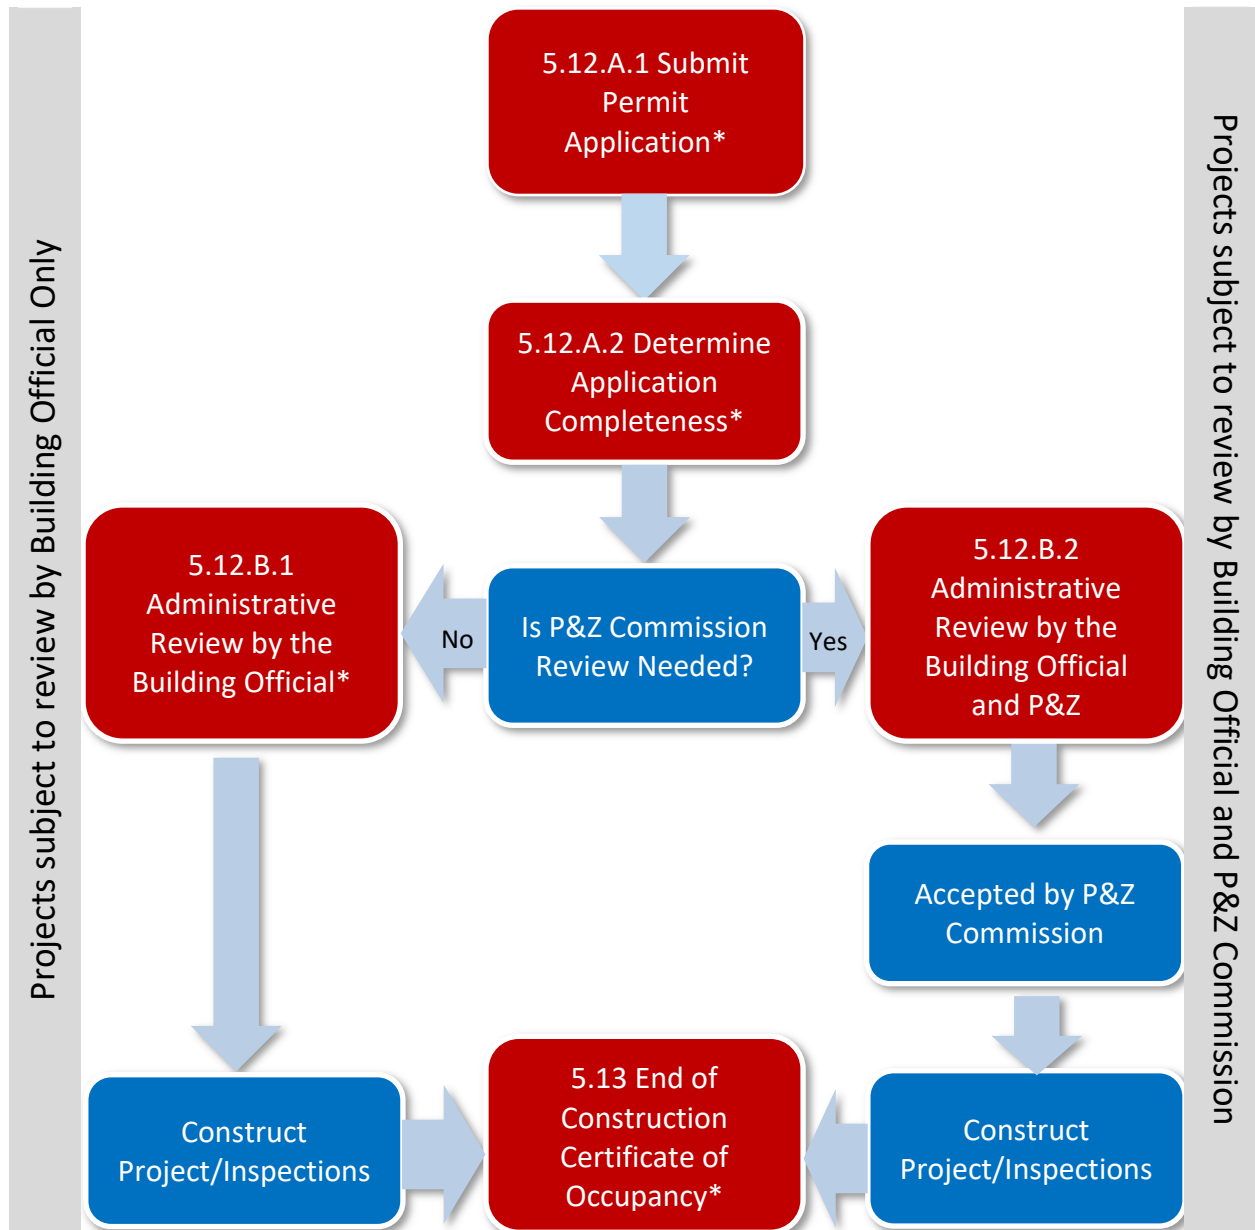 5.12.A.1 Submit
Permit
Application*
5.12.A.2 Determine
Application
Completeness*
Is P&Z Commission
Review Needed?
No
Yes
5.12.B.1
Administrative
Review by the
Building Official*
5.12.B.2
Administrative
Review by the
Building Official
and P&Z
Accepted by P&Z
Commission
Construct
Project/Inspections
5.13 End of
Construction
Certificate of
Occupancy*
Construct
Project/Inspections
Projects subject to review by Building Official Only
Projects subject to review by Building Official and P&Z Commission